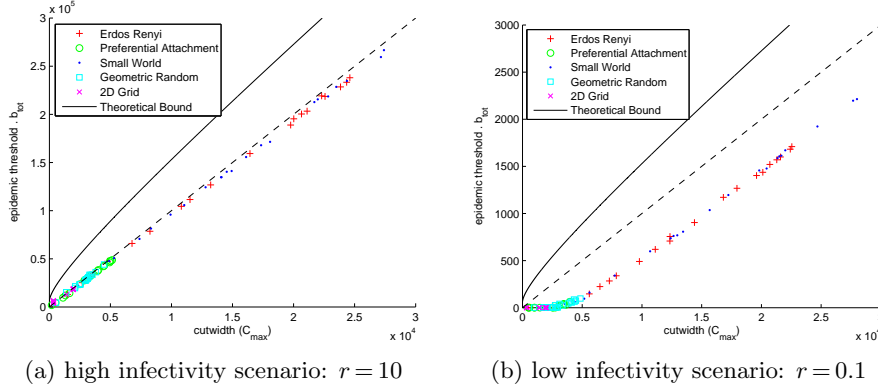 3
x 10^5
2.5
2
1.5
1
0.5
0
epidemic threshold . b_tot
Erdos Renyi
Preferential Attachment
Small World
Geometric Random
2D Grid
Theoretical Bound
0 0.5 1 1.5 2 2.5 3
cutwidth (C_max)
x 10^4
(a) high infectivity scenario: r = 10
3000
2500
2000
1500
1000
500
0
epidemic threshold . b_tot
Erdos Renyi
Preferential Attachment
Small World
Geometric Random
2D Grid
Theoretical Bound
0 0.5 1 1.5 2 2.5 3
cutwidth (C_max)
(b) low infectivity scenario: r = 0.1